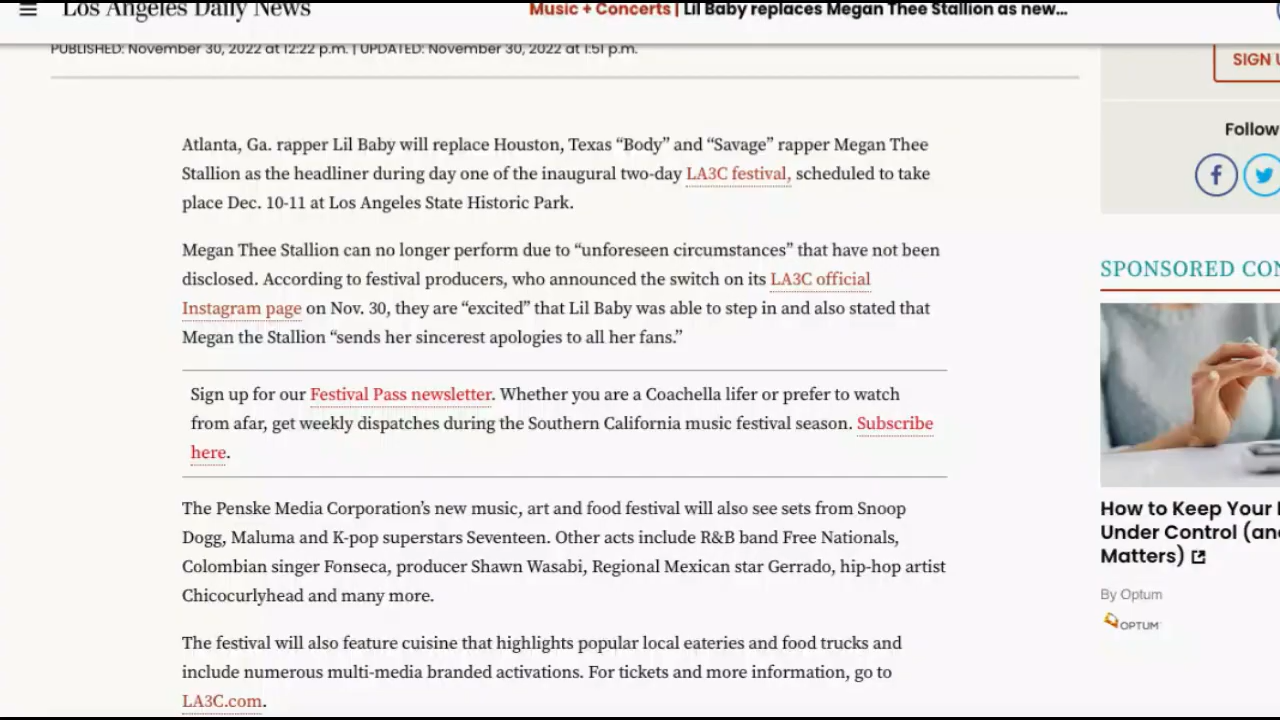 Los Angeles Daily News
Music + Concerts | Lil Baby replaces Megan Thee Stallion as new...
PUBLISHED: November 30, 2022 at 12:22 p.m. | UPDATED: November 30, 2022 at 1:51 p.m.
Atlanta, Ga. rapper Lil Baby will replace Houston, Texas “Body” and “Savage” rapper Megan Thee
Stallion as the headliner during day one of the inaugural two-day LA3C festival, scheduled to take
place Dec. 10-11 at Los Angeles State Historic Park.
Megan Thee Stallion can no longer perform due to “unforeseen circumstances” that have not been
disclosed. According to festival producers, who announced the switch on its LA3C official
Instagram page on Nov. 30, they are “excited” that Lil Baby was able to step in and also stated that
Megan the Stallion “sends her sincerest apologies to all her fans.”
Sign up for our Festival Pass newsletter. Whether you are a Coachella lifer or prefer to watch
from afar, get weekly dispatches during the Southern California music festival season. Subscribe
here.
The Penske Media Corporation’s new music, art and food festival will also see sets from Snoop
Dogg, Maluma and K-pop superstars Seventeen. Other acts include R&B band Free Nationals,
Colombian singer Fonseca, producer Shawn Wasabi, Regional Mexican star Gerrado, hip-hop artist
Chicocurlyhead and many more.
The festival will also feature cuisine that highlights popular local eateries and food trucks and
include numerous multi-media branded activations. For tickets and more information, go to
LA3C.com.
SIGN U
Follow
SPONSORED CON
How to Keep Your
Under Control (and
Matters)
By Optum
OPTUM